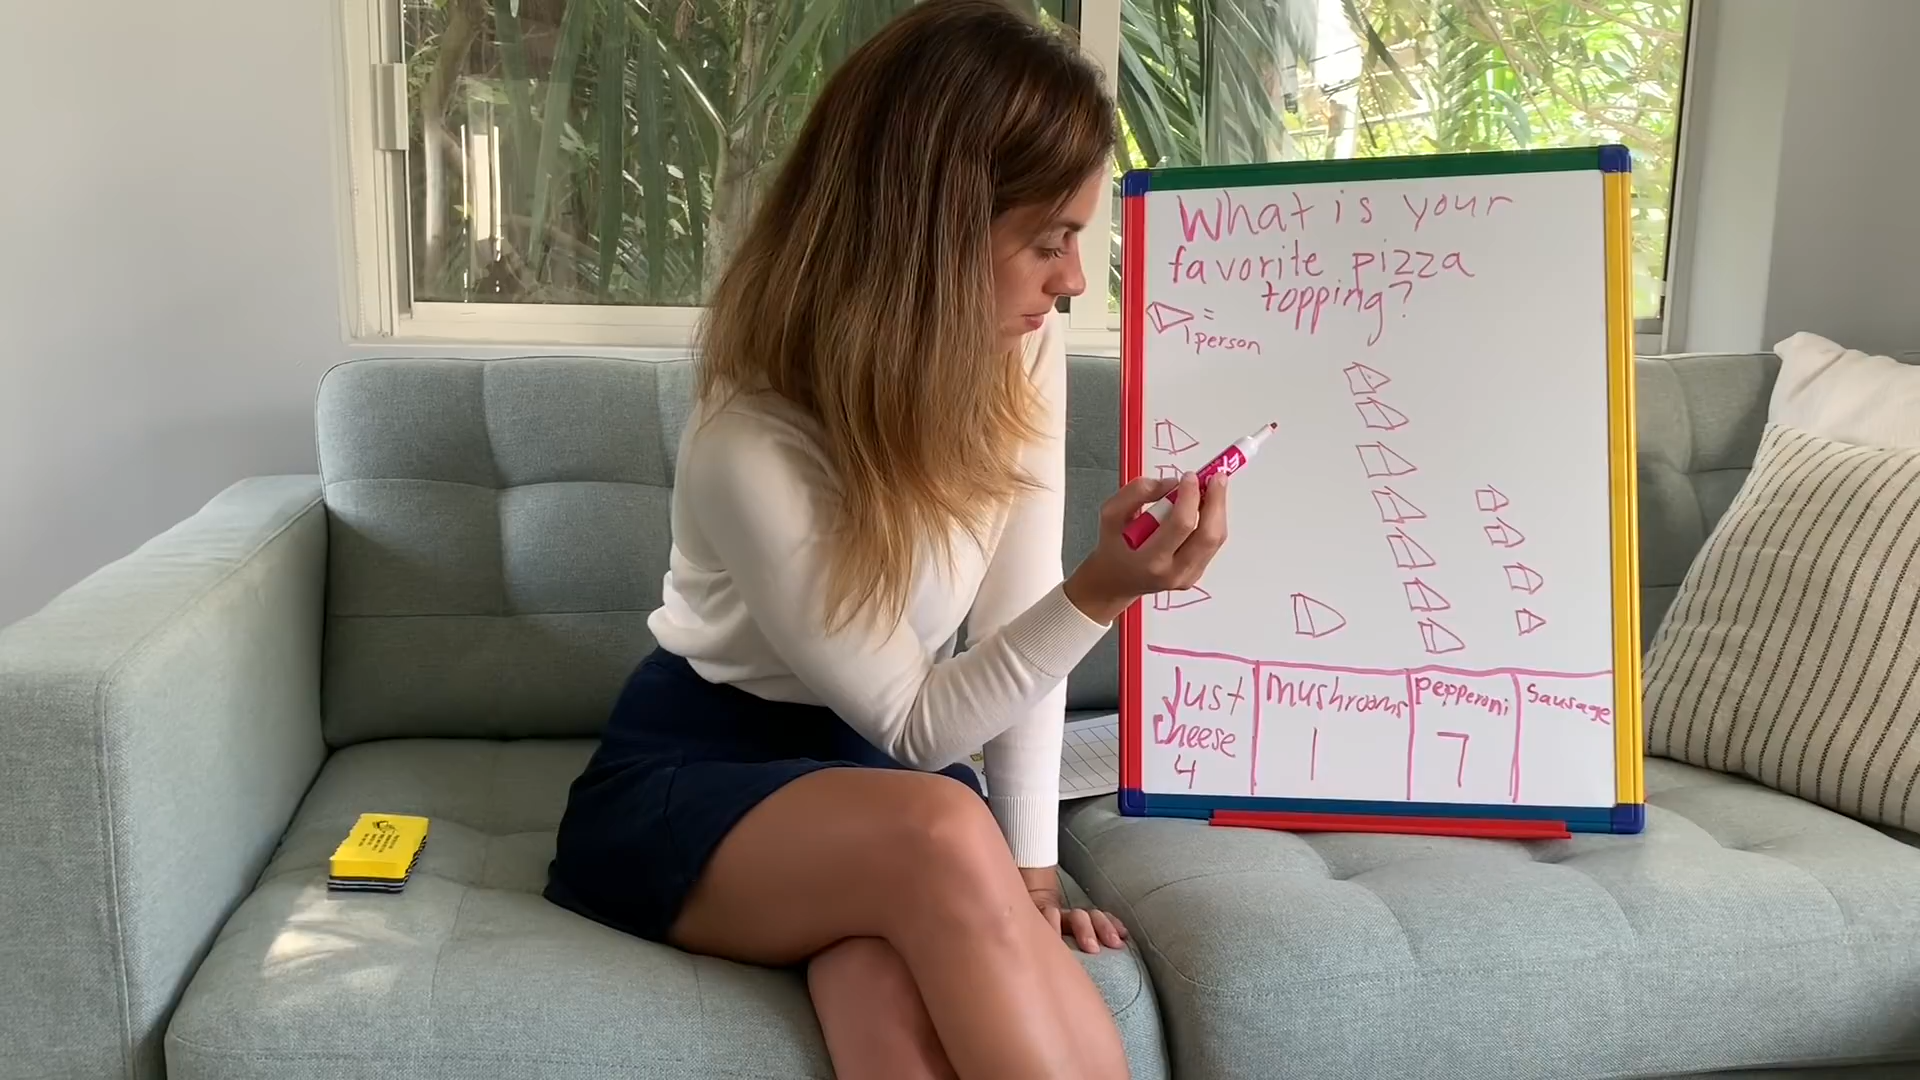 What is your
favorite pizza
topping?
=
1 person
Just
Cheese
4
Mushrooms
1
pepperoni
7
Sausage